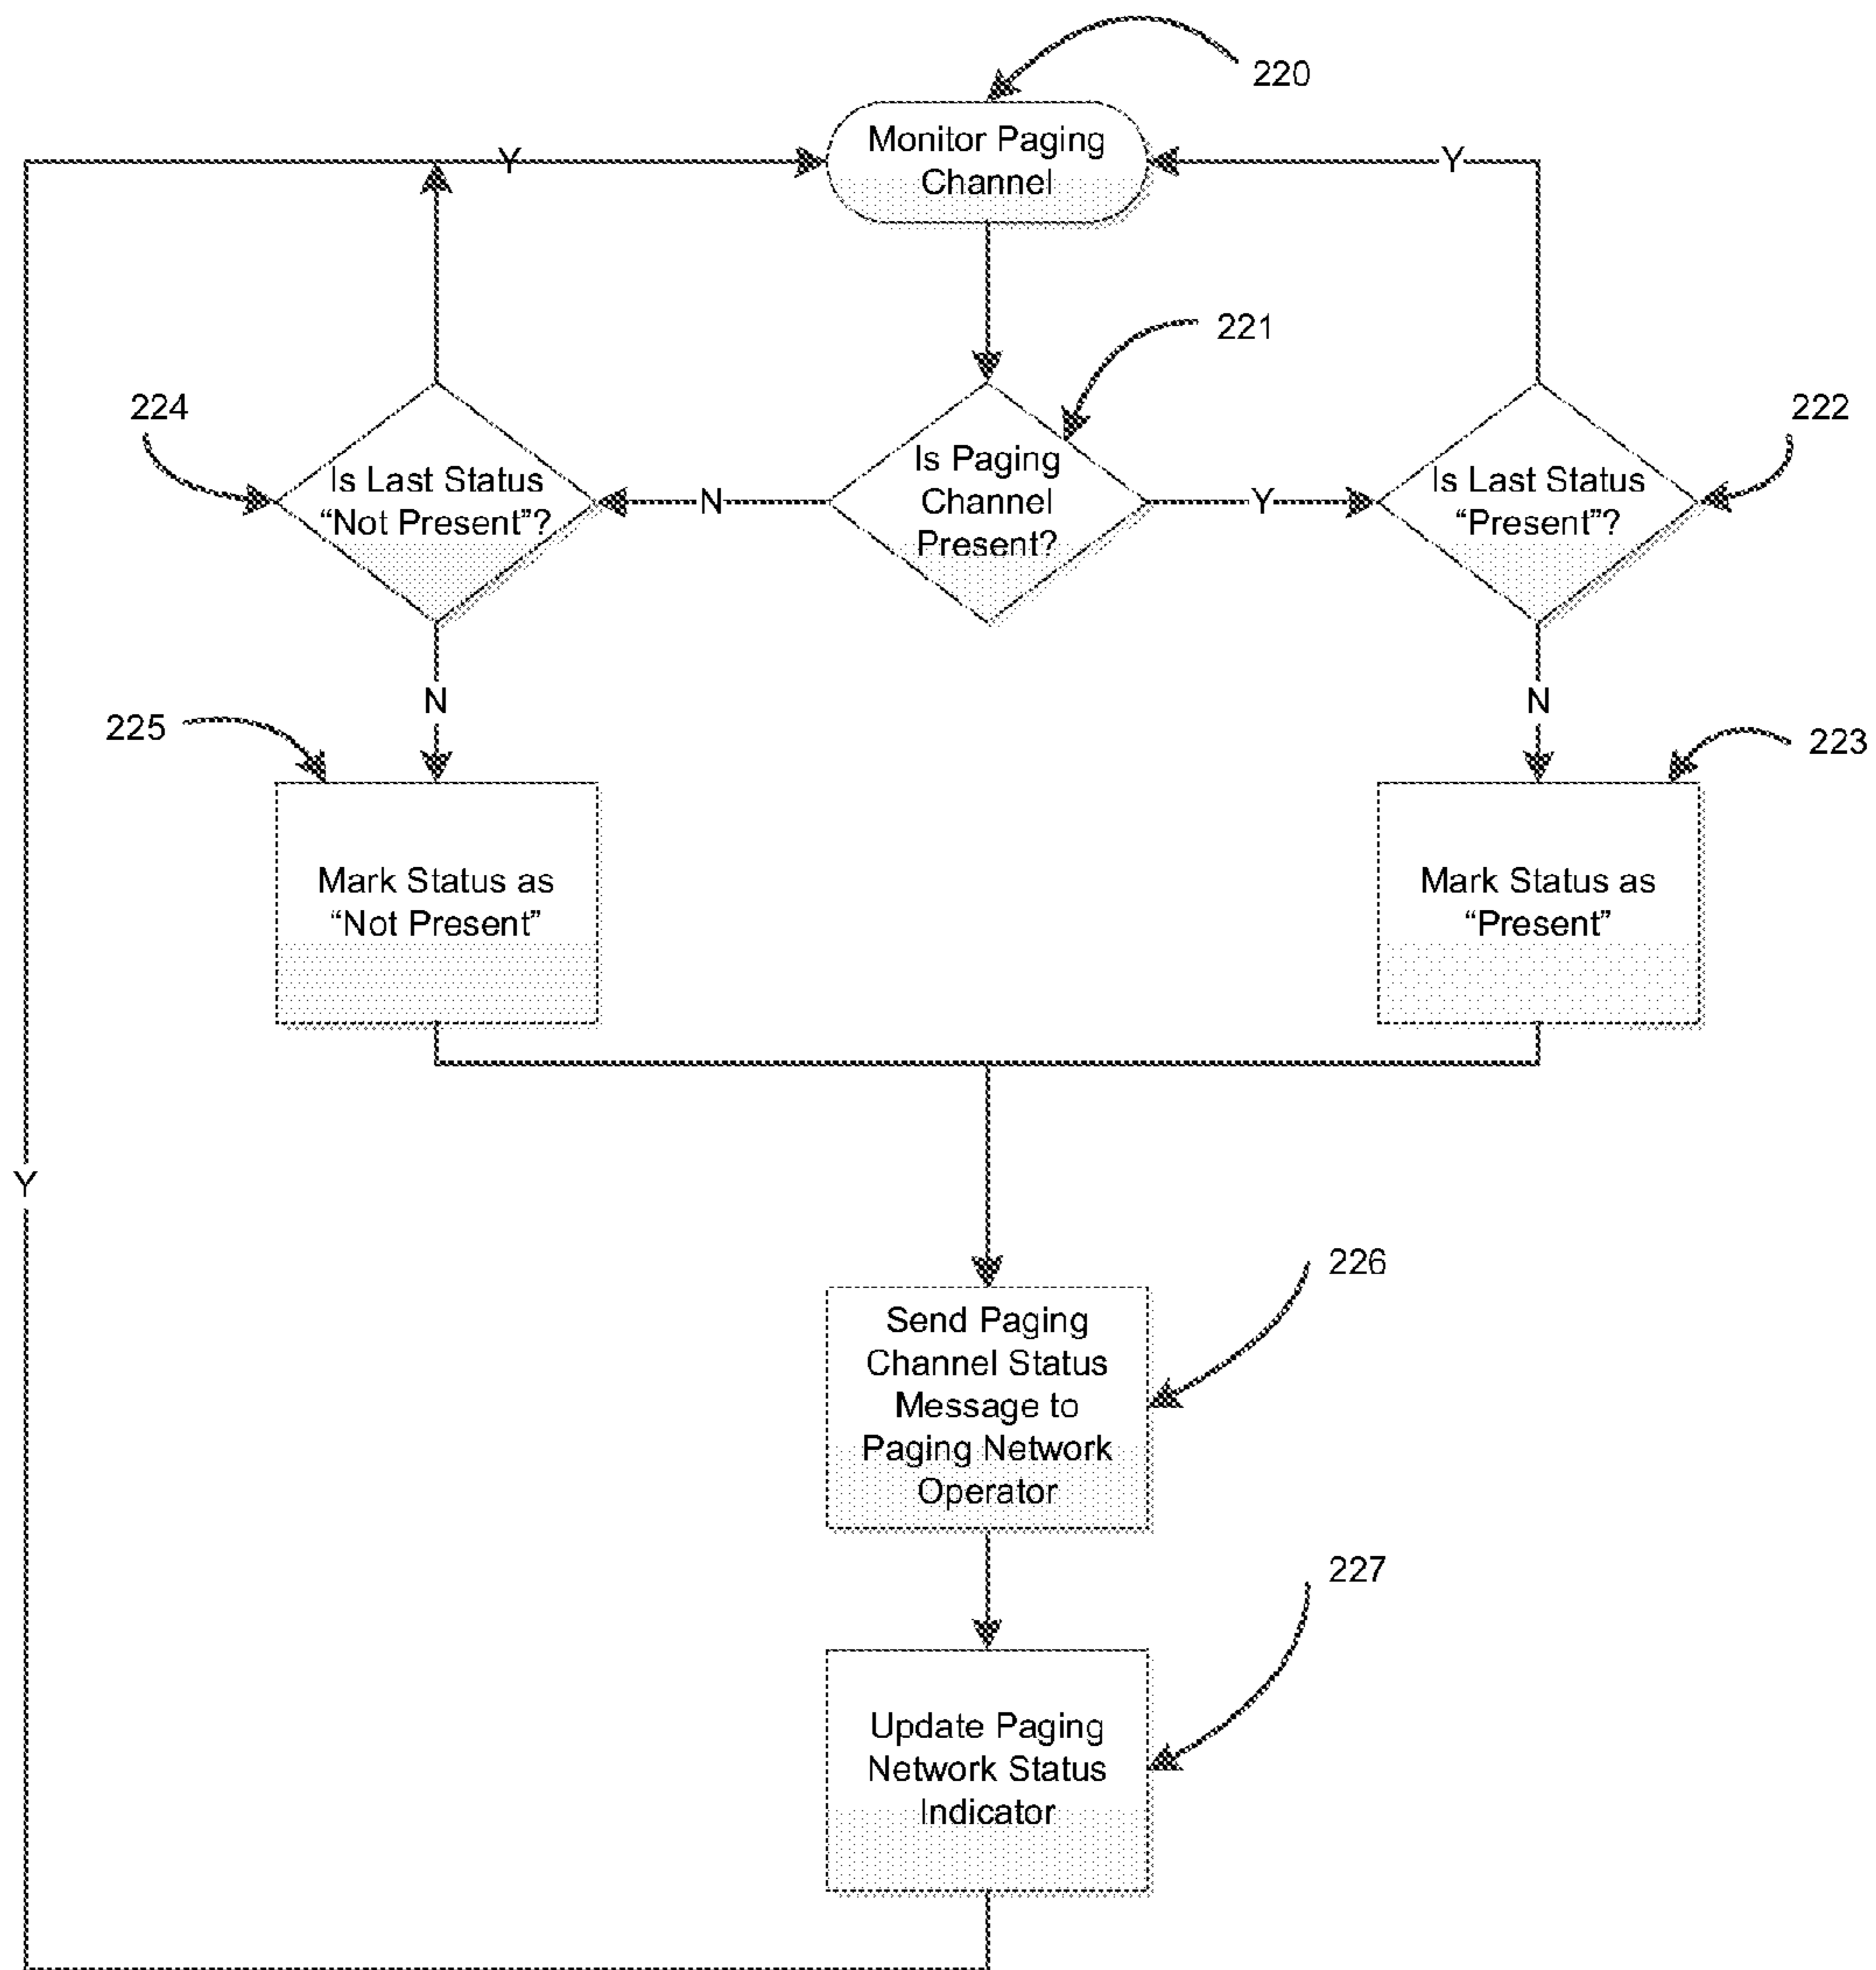 220
Monitor Paging
Channel
Y
Y
221
224
222
Is Last Status
“Not Present”?
N
Is Paging
Channel
Present?
Y
Is Last Status
“Present”?
N
N
225
223
Mark Status as
“Not Present”
Mark Status as
“Present”
Y
226
Send Paging
Channel Status
Message to
Paging Network
Operator
227
Update Paging
Network Status
Indicator